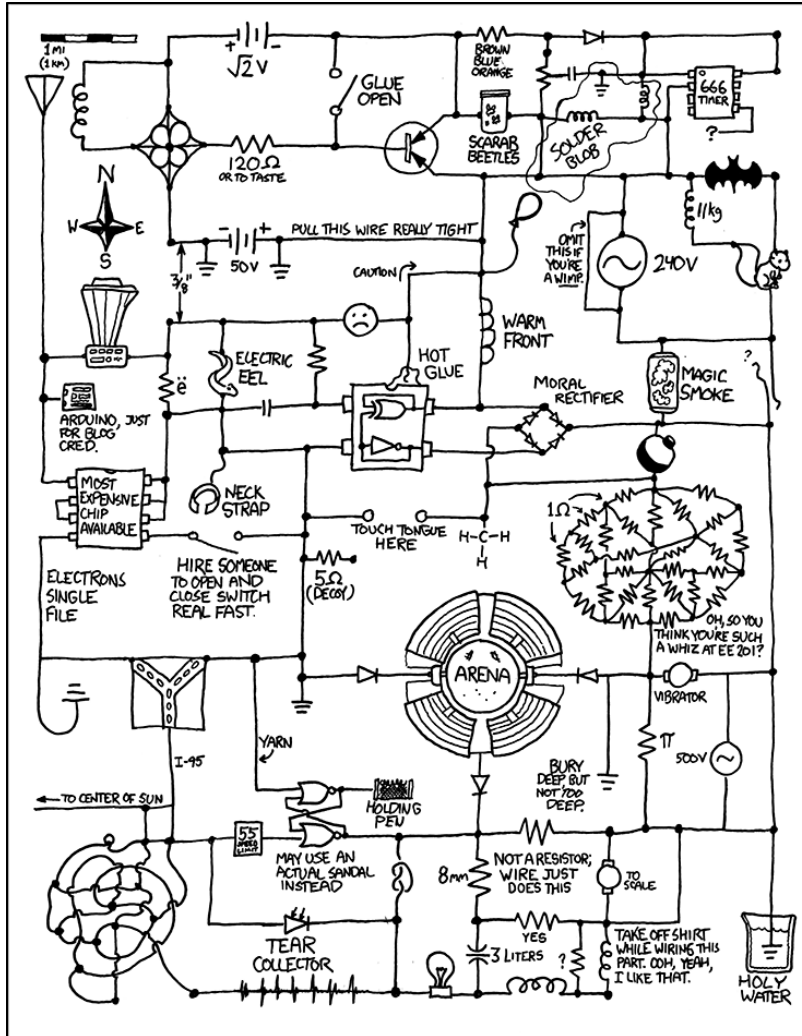 1 MI
(1 KM)
+ -
√2 V
GLUE
OPEN
BROWN
BLUE
ORANGE
666
TIMER
?
SCARAB
BEETLES
SOLDER
BLOB
120Ω
OR TO TASTE
N
W E
S
- +
50V
PULL THIS WIRE REALLY TIGHT
3/8"
CAUTION
OMIT
THIS IF
YOU'RE
A WIMP.
240V
11kg
ELECTRIC
EEL
ë
HOT
GLUE
WARM
FRONT
MORAL
RECTIFIER
MAGIC
SMOKE
?
ARDUINO, JUST
FOR BLOG
CRED.
MOST
EXPENSIVE
CHIP
AVAILABLE
NECK
STRAP
TOUCH TONGUE
HERE
H-C-H
H
1Ω
ELECTRONS
SINGLE
FILE
HIRE SOMEONE
TO OPEN AND
CLOSE SWITCH
REAL FAST.
5Ω
(DECOY)
OH, SO YOU
THINK YOU'RE SUCH
A WHIZ AT EE 201?
ARENA
VIBRATOR
I-95
YARN
BURY
DEEP BUT
NOT TOO
DEEP.
π
500V
TO CENTER OF SUN
HOLDING
PEN
55
SPEED
LIMIT
MAY USE AN
ACTUAL SANDAL
INSTEAD
NOT A RESISTOR;
WIRE JUST
DOES THIS
8mm
TO
SCALE
TEAR
COLLECTOR
YES
3 LITERS
?
TAKE OFF SHIRT
WHILE WIRING THIS
PART. OOH, YEAH,
I LIKE THAT.
HOLY
WATER